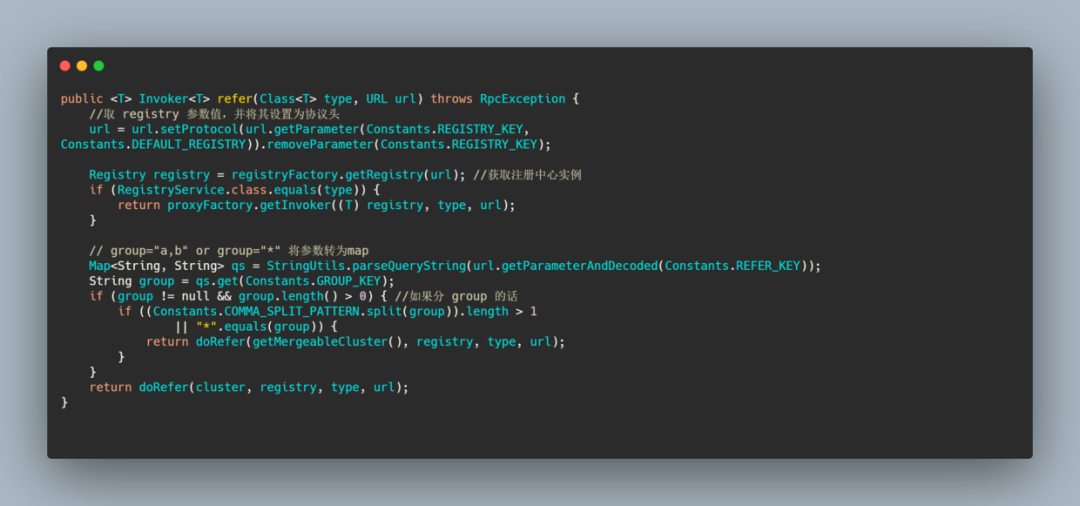 public <T> Invoker<T> refer(Class<T> type, URL url) throws RpcException {
    //取 registry 参数值，并将其设置为协议头
    url = url.setProtocol(url.getParameter(Constants.REGISTRY_KEY,
Constants.DEFAULT_REGISTRY)).removeParameter(Constants.REGISTRY_KEY);
    Registry registry = registryFactory.getRegistry(url); //获取注册中心实例
    if (RegistryService.class.equals(type)) {
        return proxyFactory.getInvoker((T) registry, type, url);
    }
    // group="a,b" or group="*" 将参数转为map
    Map<String, String> qs = StringUtils.parseQueryString(url.getParameterAndDecoded(Constants.REFER_KEY));
    String group = qs.get(Constants.GROUP_KEY);
    if (group != null && group.length() > 0) { //如果分 group 的话
        if ((Constants.COMMA_SPLIT_PATTERN.split(group)).length > 1
                || "*".equals(group)) {
            return doRefer(getMergeableCluster(), registry, type, url);
        }
    }
    return doRefer(cluster, registry, type, url);
}